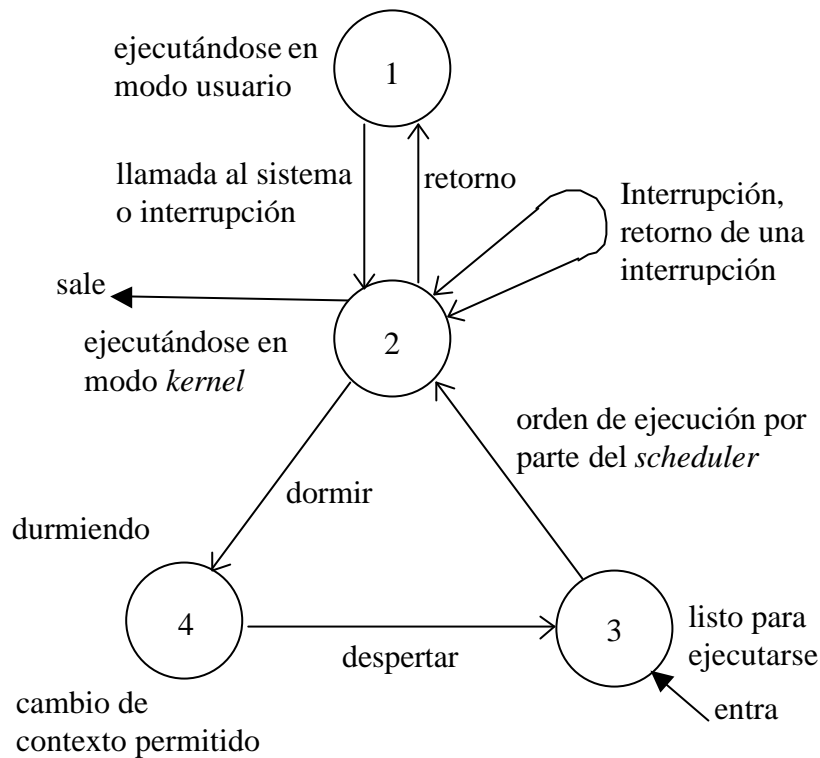 ejecutándose en
modo usuario
1
llamada al sistema
o interrupción
retorno
Interrupción,
retorno de una
interrupción
sale
ejecutándose en
modo kernel
2
orden de ejecución por
parte del scheduler
dormir
durmiendo
4
3
listo para
ejecutarse
despertar
entra
cambio de
contexto permitido